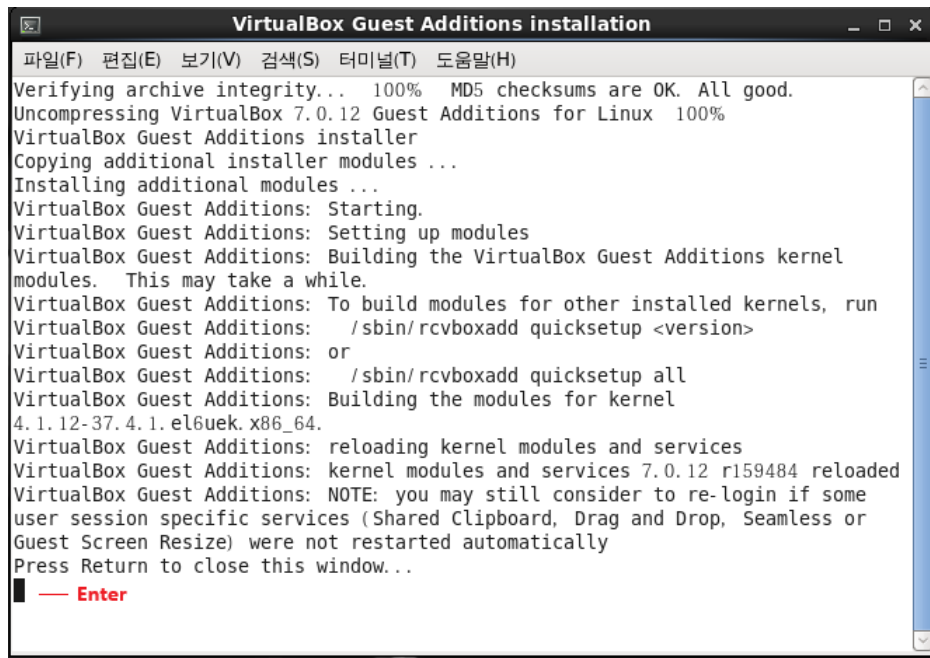 VirtualBox Guest Additions installation
파일(F) 편집(E) 보기(V) 검색(S) 터미널(T) 도움말(H)
Verifying archive integrity... 100% MD5 checksums are OK. All good.
Uncompressing VirtualBox 7.0.12 Guest Additions for Linux 100%
VirtualBox Guest Additions installer
Copying additional installer modules ...
Installing additional modules ...
VirtualBox Guest Additions: Starting.
VirtualBox Guest Additions: Setting up modules
VirtualBox Guest Additions: Building the VirtualBox Guest Additions kernel
modules. This may take a while.
VirtualBox Guest Additions: To build modules for other installed kernels, run
VirtualBox Guest Additions: /sbin/rcvboxadd quicksetup <version>
VirtualBox Guest Additions: or
VirtualBox Guest Additions: /sbin/rcvboxadd quicksetup all
VirtualBox Guest Additions: Building the modules for kernel
4.1.12-37.4.1.el6uek.x86_64.
VirtualBox Guest Additions: reloading kernel modules and services
VirtualBox Guest Additions: kernel modules and services 7.0.12 r159484 reloaded
VirtualBox Guest Additions: NOTE: you may still consider to re-login if some
user session specific services (Shared Clipboard, Drag and Drop, Seamless or
Guest Screen Resize) were not restarted automatically
Press Return to close this window...
Enter